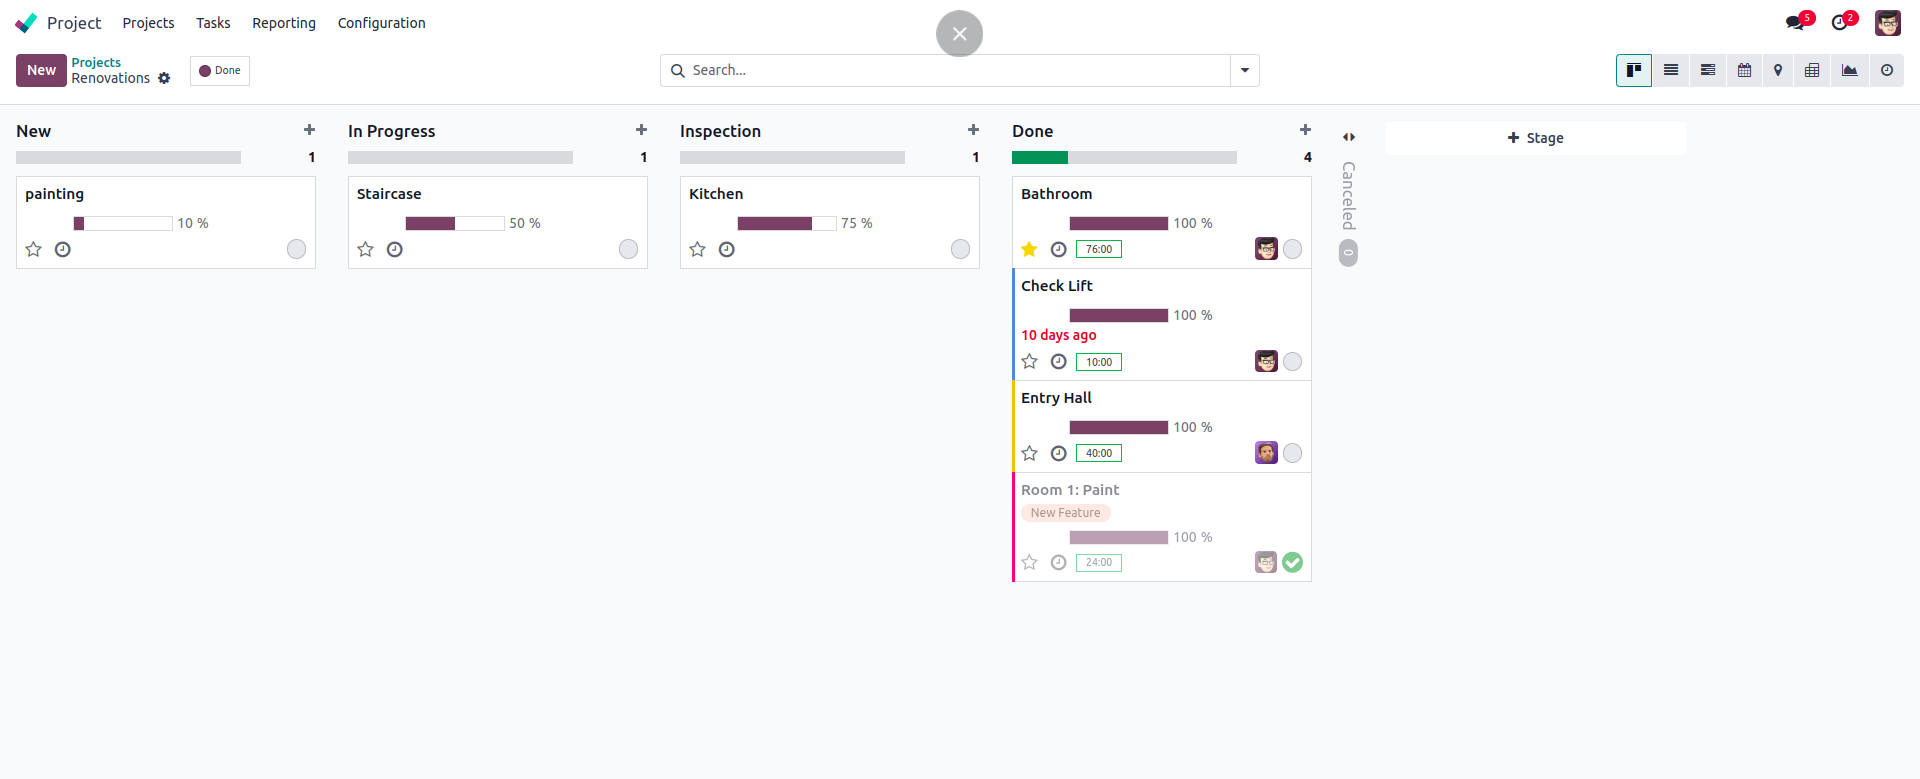 Project Projects Tasks Reporting Configuration 5 2
New Projects
Renovations
Done
Search...
New
1
painting
10 %
In Progress
1
Staircase
50 %
Inspection
1
Kitchen
75 %
Done
4
Bathroom
100 %
76:00
Check Lift
100 %
10 days ago
10:00
Entry Hall
100 %
40:00
Room 1: Paint
New Feature
100 %
24:00
Canceled
0
Stage